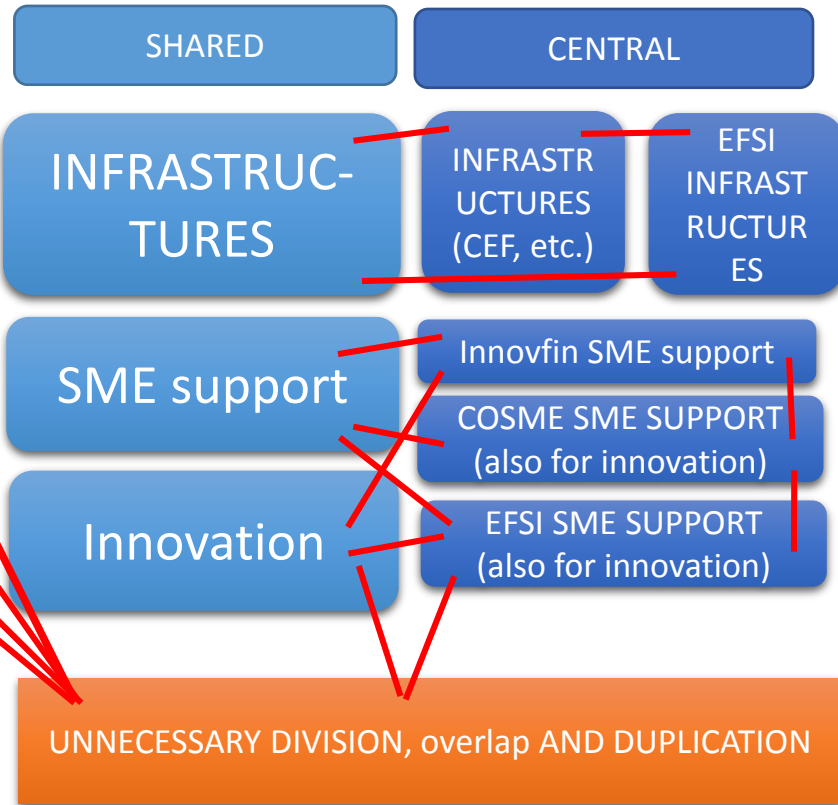 SHARED
CENTRAL
INFRASTRUC-
TURES
INFRASTR
UCTURES
(CEF, etc.)
EFSI
INFRAST
RUCTUR
ES
SME support
Innovfin SME support
COSME SME SUPPORT
(also for innovation)
Innovation
EFSI SME SUPPORT
(also for innovation)
UNNECESSARY DIVISION, overlap AND DUPLICATION